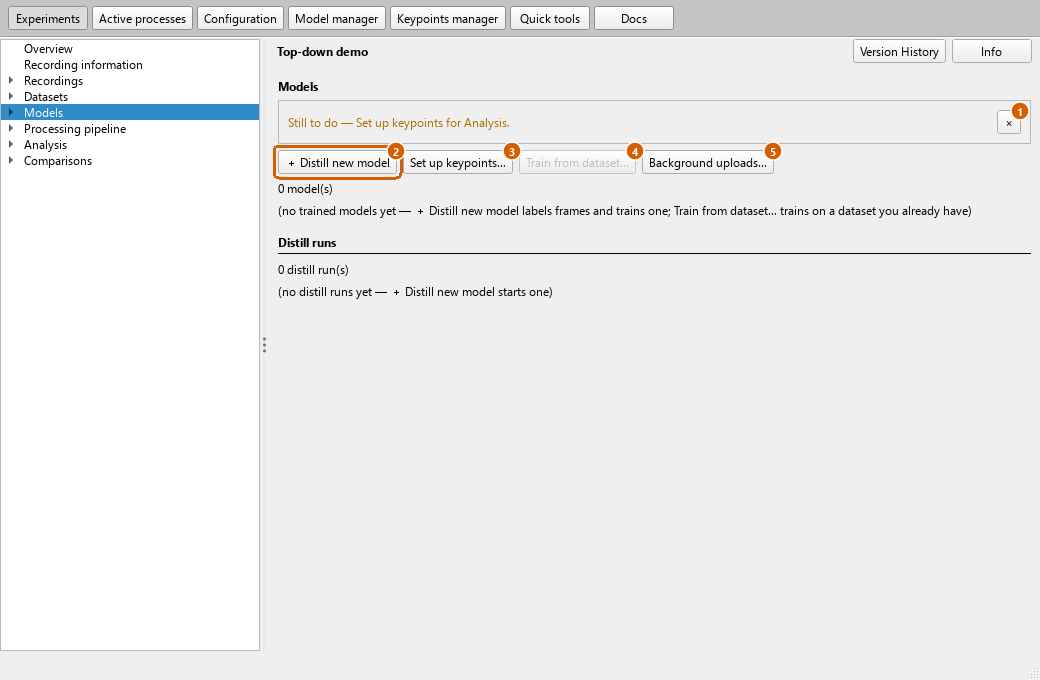 Experiments Active processes Configuration Model manager Keypoints manager Quick tools Docs
Overview
Recording information
Recordings
Datasets
Models
Processing pipeline
Analysis
Comparisons
Top-down demo Version History Info
Models
Still to do — Set up keypoints for Analysis. × 1
+ Distill new model 2 Set up keypoints... 3 Train from dataset... 4 Background uploads... 5
0 model(s)
(no trained models yet — + Distill new model labels frames and trains one; Train from dataset... trains on a dataset you already have)
Distill runs
0 distill run(s)
(no distill runs yet — + Distill new model starts one)